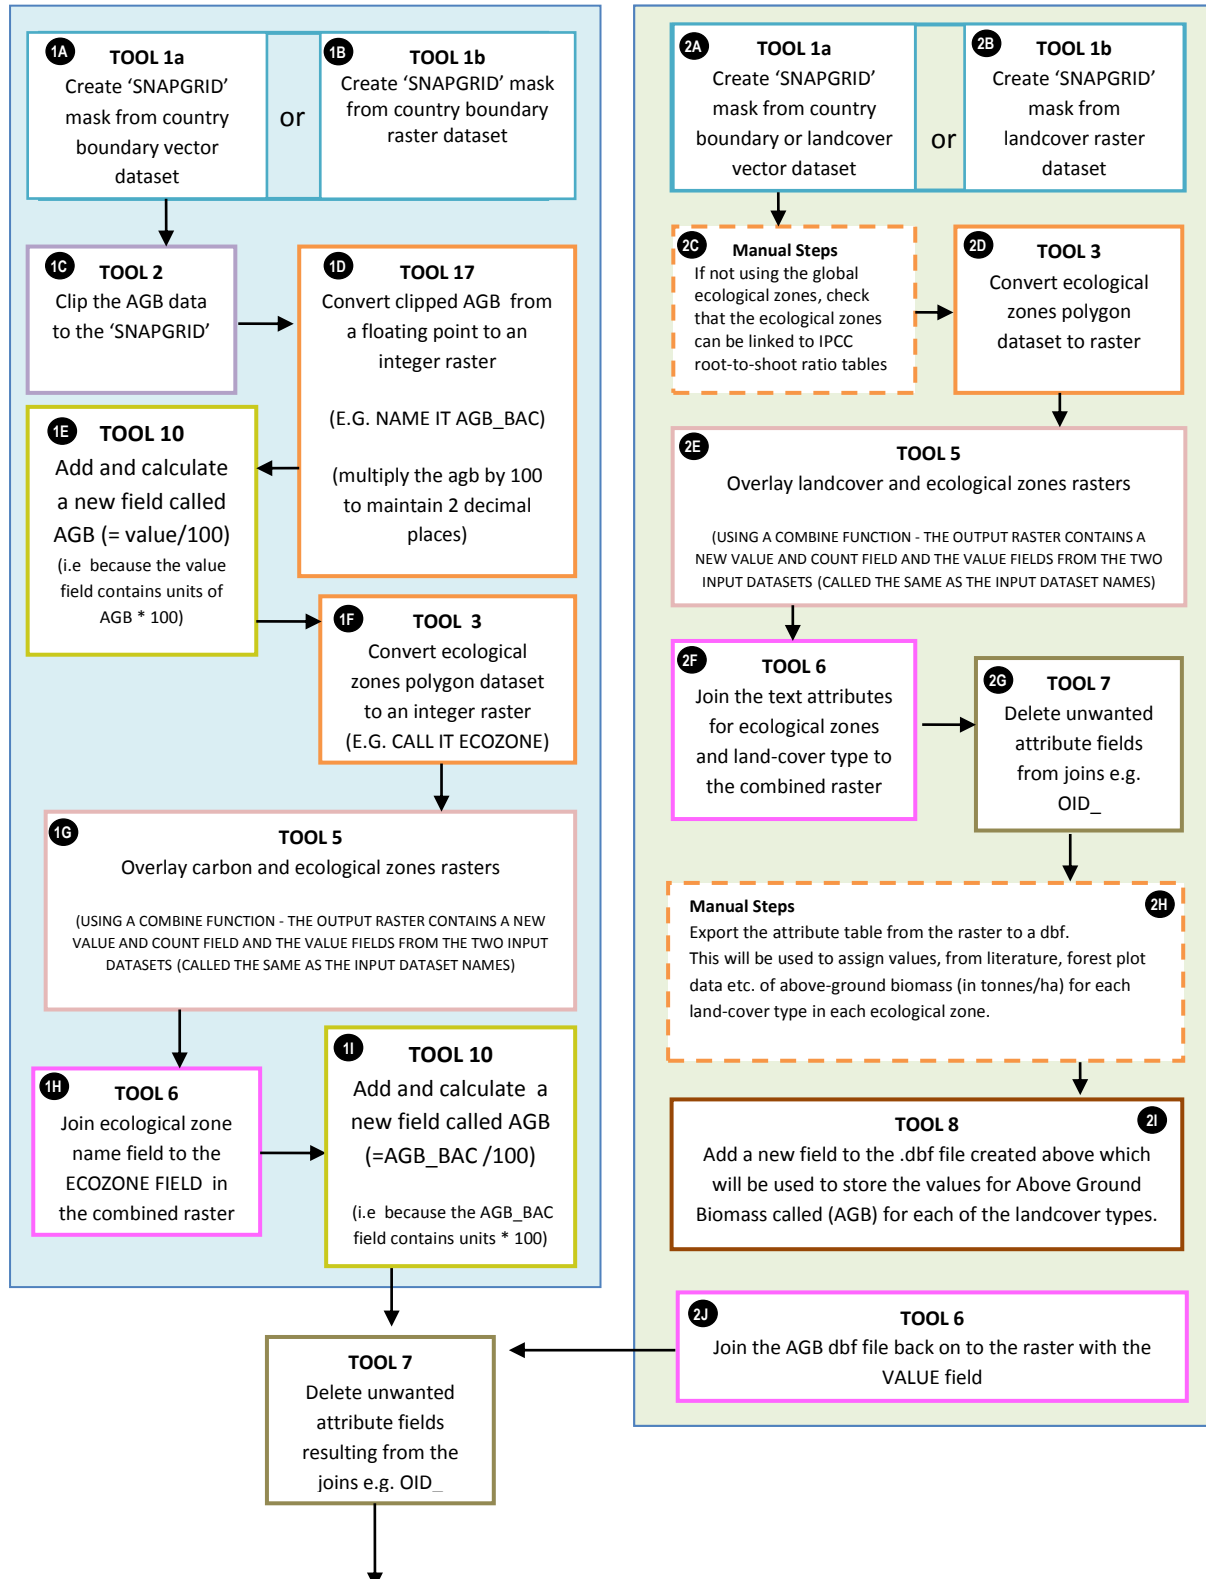 1A
TOOL 1a
Create ‘SNAPGRID’
mask from country
boundary vector
dataset
or
1B
TOOL 1b
Create ‘SNAPGRID’ mask
from country boundary
raster dataset
1C
TOOL 2
Clip the AGB data
to the ‘SNAPGRID’
1D
TOOL 17
Convert clipped AGB from
a floating point to an
integer raster
(E.G. NAME IT AGB_BAC)
(multiply the agb by 100
to maintain 2 decimal
places)
1E
TOOL 10
Add and calculate
a new field called
AGB (= value/100)
(i.e because the value
field contains units of
AGB * 100)
1F
TOOL 3
Convert ecological
zones polygon dataset
to an integer raster
(E.G. CALL IT ECOZONE)
1G
TOOL 5
Overlay carbon and ecological zones rasters
(USING A COMBINE FUNCTION - THE OUTPUT RASTER CONTAINS A NEW
VALUE AND COUNT FIELD AND THE VALUE FIELDS FROM THE TWO INPUT
DATASETS (CALLED THE SAME AS THE INPUT DATASET NAMES)
1H
TOOL 6
Join ecological zone
name field to the
ECOZONE FIELD in
the combined raster
1I
TOOL 10
Add and calculate a
new field called AGB
(=AGB_BAC /100)
(i.e because the AGB_BAC
field contains units * 100)
TOOL 7
Delete unwanted
attribute fields
resulting from the
joins e.g. OID_
2A
TOOL 1a
Create ‘SNAPGRID’
mask from country
boundary or landcover
vector dataset
or
2B
TOOL 1b
Create ‘SNAPGRID’
mask from
landcover raster
dataset
2C
Manual Steps
If not using the global
ecological zones, check
that the ecological zones
can be linked to IPCC
root-to-shoot ratio tables
2D
TOOL 3
Convert ecological
zones polygon
dataset to raster
2E
TOOL 5
Overlay landcover and ecological zones rasters
(USING A COMBINE FUNCTION - THE OUTPUT RASTER CONTAINS A
NEW VALUE AND COUNT FIELD AND THE VALUE FIELDS FROM THE TWO
INPUT DATASETS (CALLED THE SAME AS THE INPUT DATASET NAMES)
2F
TOOL 6
Join the text attributes
for ecological zones
and land-cover type to
the combined raster
2G
TOOL 7
Delete unwanted
attribute fields
from joins e.g.
OID_
2H
Manual Steps
Export the attribute table from the raster to a dbf.
This will be used to assign values, from literature, forest plot
data etc. of above-ground biomass (in tonnes/ha) for each
land-cover type in each ecological zone.
2I
TOOL 8
Add a new field to the .dbf file created above which
will be used to store the values for Above Ground
Biomass called (AGB) for each of the landcover types.
2J
TOOL 6
Join the AGB dbf file back on to the raster with the
VALUE field